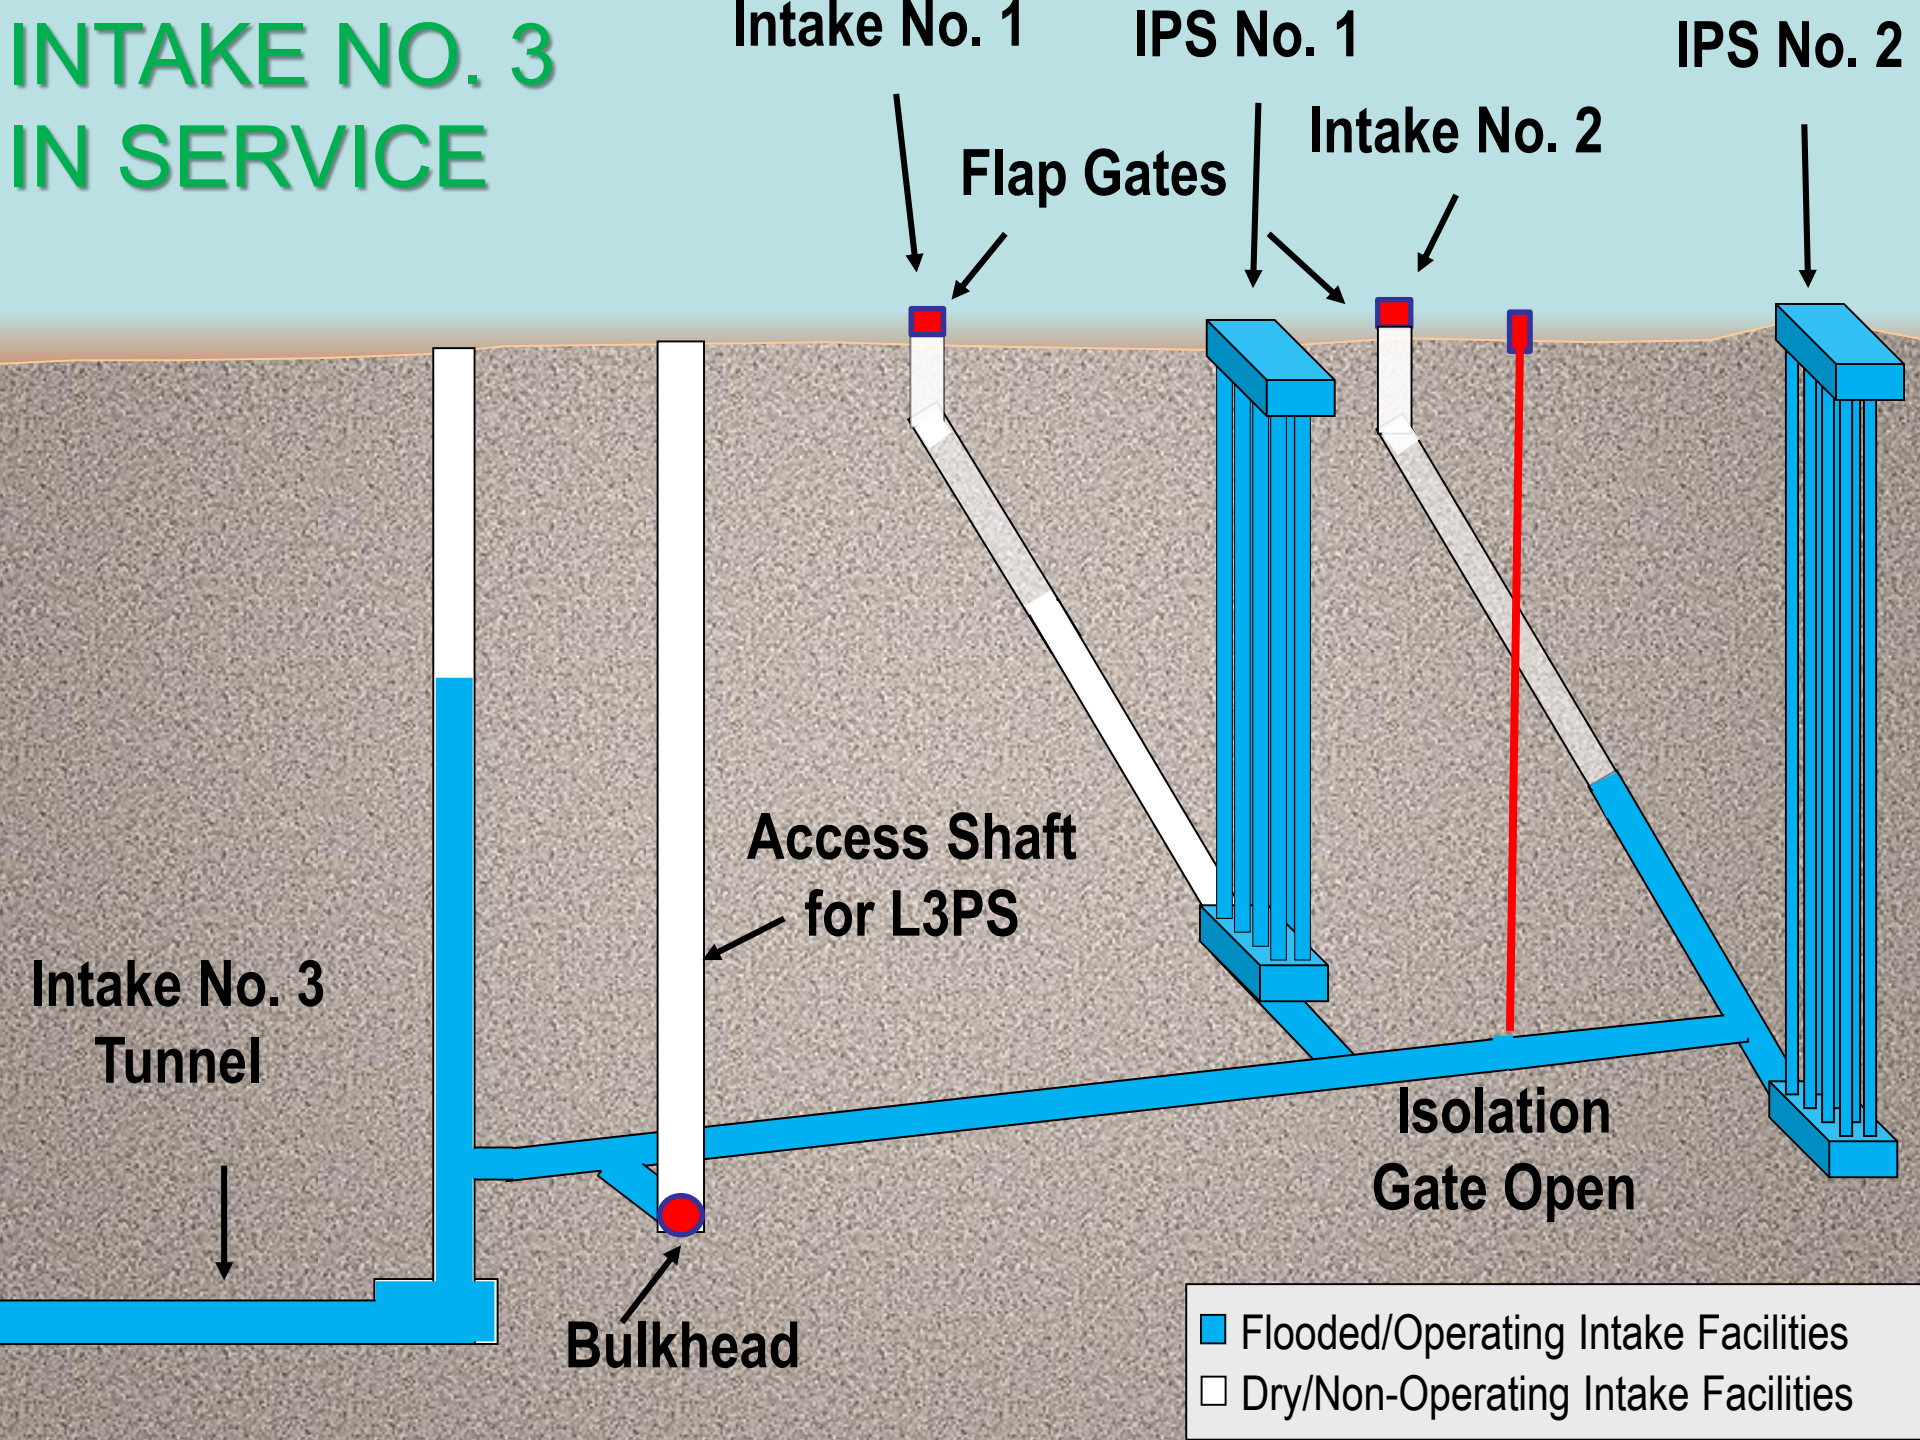 INTAKE NO. 3
IN SERVICE
Intake No. 1
IPS No. 1
IPS No. 2
Intake No. 2
Flap Gates
Access Shaft
for L3PS
Intake No. 3
Tunnel
Isolation
Gate Open
Bulkhead
Flooded/Operating Intake Facilities
Dry/Non-Operating Intake Facilities